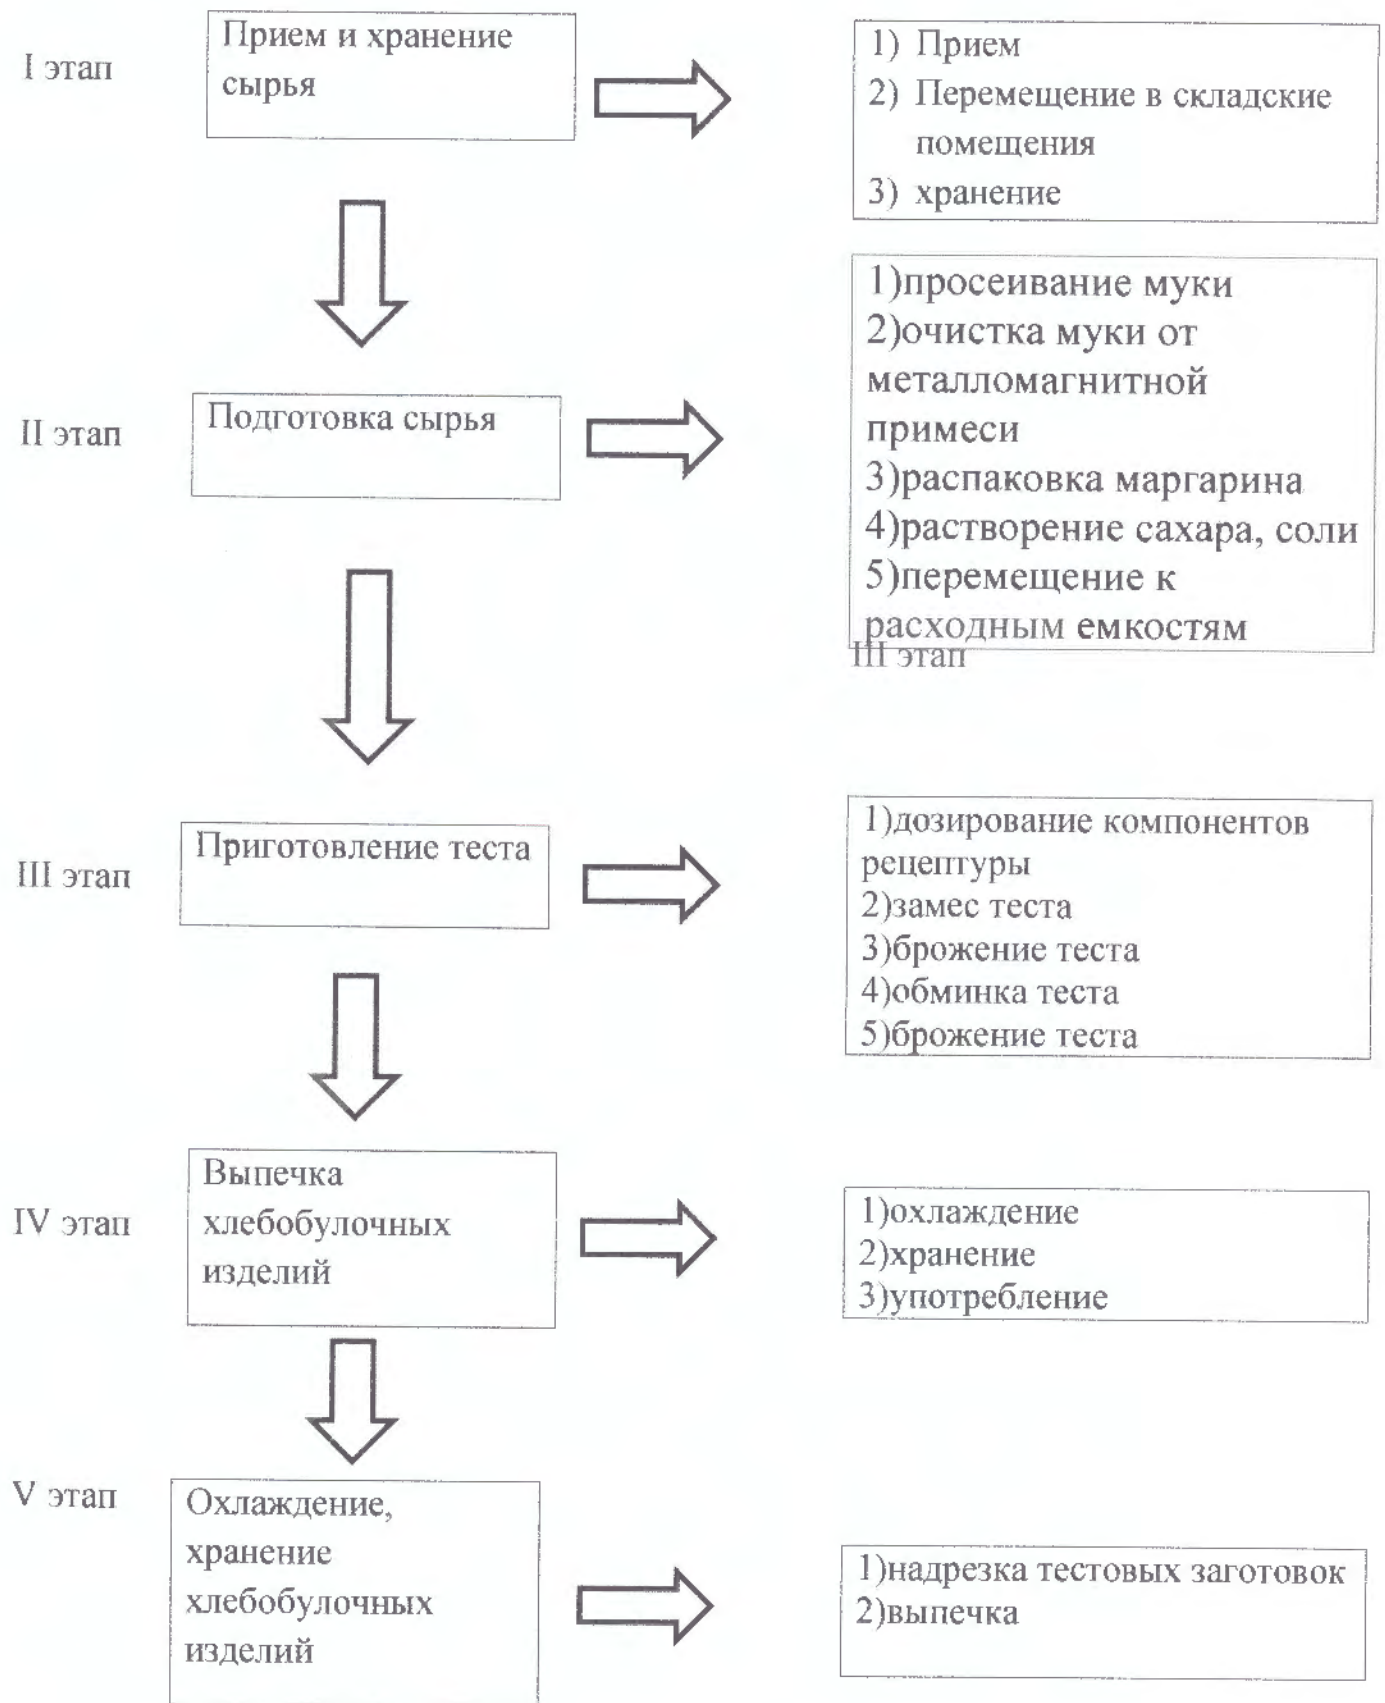 I этап
Прием и хранение
сырья
1) Прием
2) Перемещение в складские
помещения
3) хранение
II этап
Подготовка сырья
1)просеивание муки
2)очистка муки от
металломагнитной
примеси
3)распаковка маргарина
4)растворение сахара, соли
5)перемещение к
расходным емкостям
III этап
III этап
Приготовление теста
1)дозирование компонентов
рецептуры
2)замес теста
3)брожение теста
4)обминка теста
5)брожение теста
IV этап
Выпечка
хлебобулочных
изделий
1)охлаждение
2)хранение
3)употребление
V этап
Охлаждение,
хранение
хлебобулочных
изделий
1)надрезка тестовых заготовок
2)выпечка